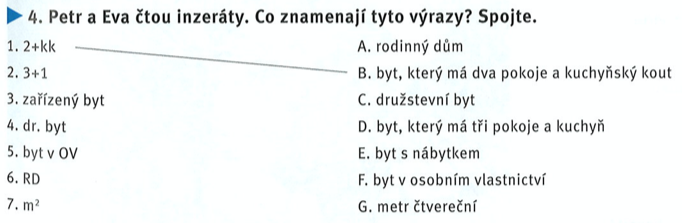 4. Petr a Eva čtou inzeráty. Co znamenají tyto výrazy? Spojte.
1. 2+kk
A. rodinný dům
2. 3+1
B. byt, který má dva pokoje a kuchyňský kout
3. zařízený byt
C. družstevní byt
4. dr. byt
D. byt, který má tři pokoje a kuchyň
5. byt v OV
E. byt s nábytkem
6. RD
F. byt v osobním vlastnictví
7. m²
G. metr čtvereční